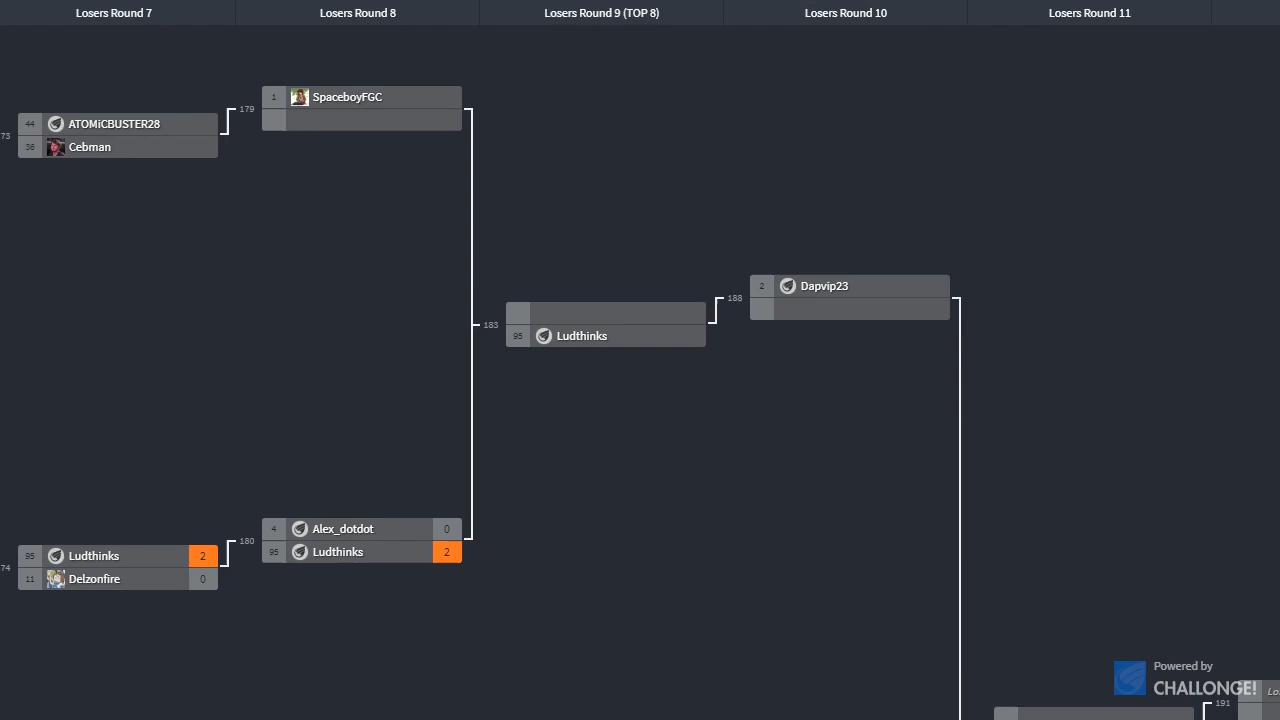 Losers Round 7
Losers Round 8
Losers Round 9 (TOP 8)
Losers Round 10
Losers Round 11
73
44 ATOMiCBUSTER28
36 Cebman
179
1 SpaceboyFGC
183
95 Ludthinks
188
2 Dapvip23
74
95 Ludthinks 2
11 Delzonfire 0
180
4 Alex_dotdot 0
95 Ludthinks 2
191
Lo
Powered by
CHALLONGE!